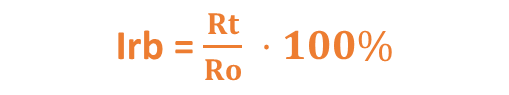 Irb = Rt/Ro · 100%